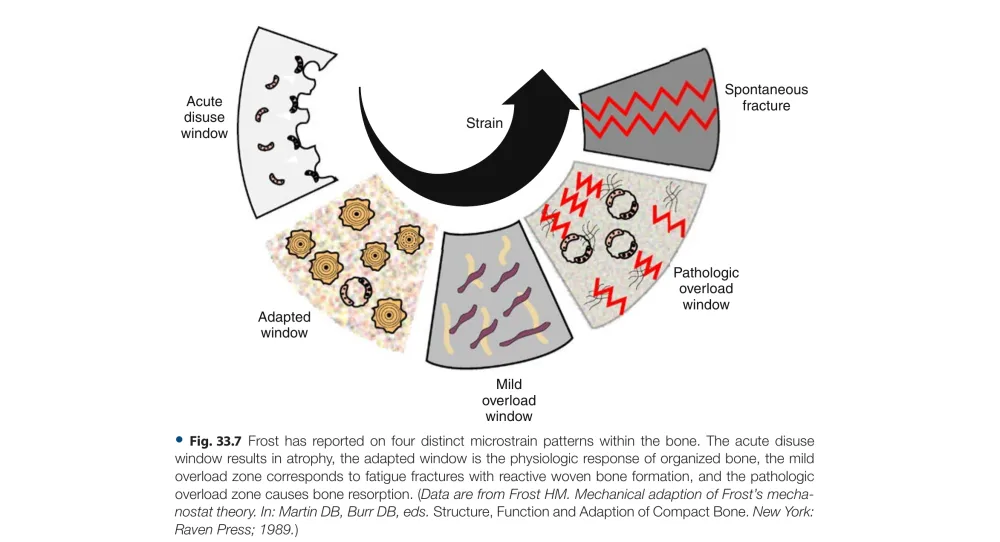 Acute
disuse
window
Strain
Spontaneous
fracture
Adapted
window
Pathologic
overload
window
Mild
overload
window
• Fig. 33.7 Frost has reported on four distinct microstrain patterns within the bone. The acute disuse
window results in atrophy, the adapted window is the physiologic response of organized bone, the mild
overload zone corresponds to fatigue fractures with reactive woven bone formation, and the pathologic
overload zone causes bone resorption. (Data are from Frost HM. Mechanical adaption of Frost's mecha-
nostat theory. In: Martin DB, Burr DB, eds. Structure, Function and Adaption of Compact Bone. New York:
Raven Press; 1989.)